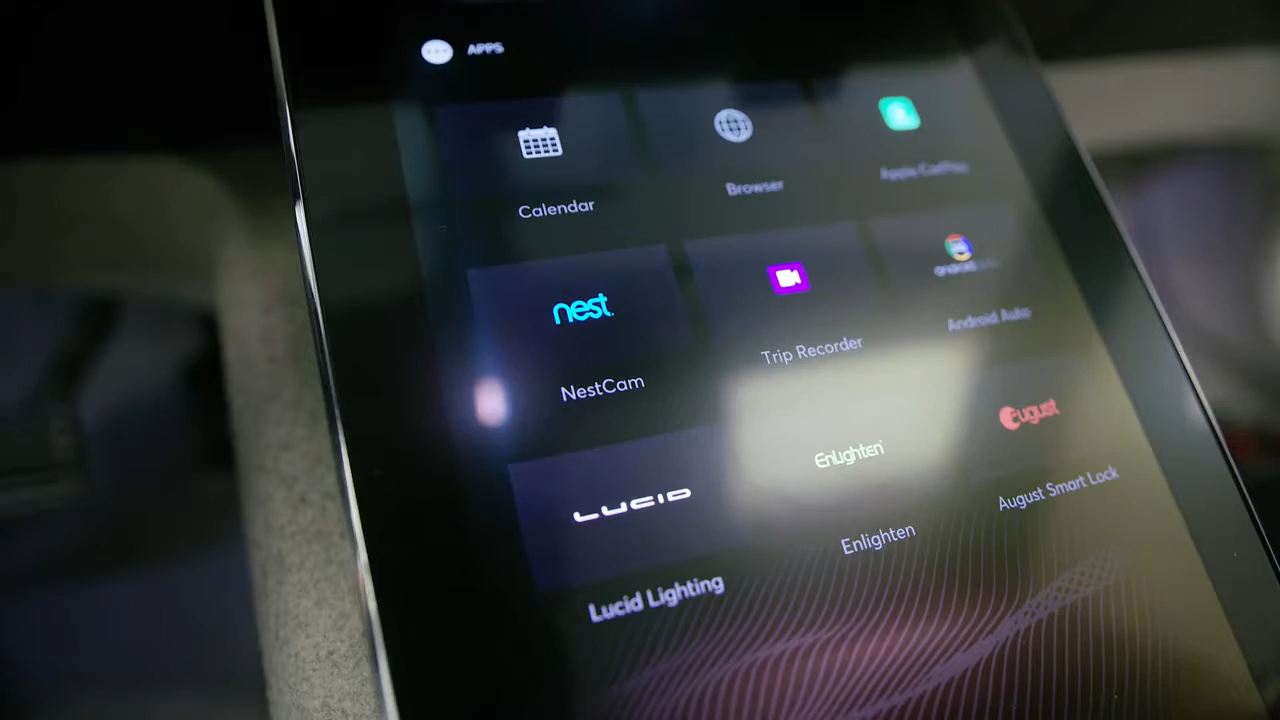 APPS
Calendar
Browser
Apple CarPlay
nest.
NestCam
Trip Recorder
android
Android Auto
LUCID
Lucid Lighting
Enlighten
Enlighten
August
August Smart Lock